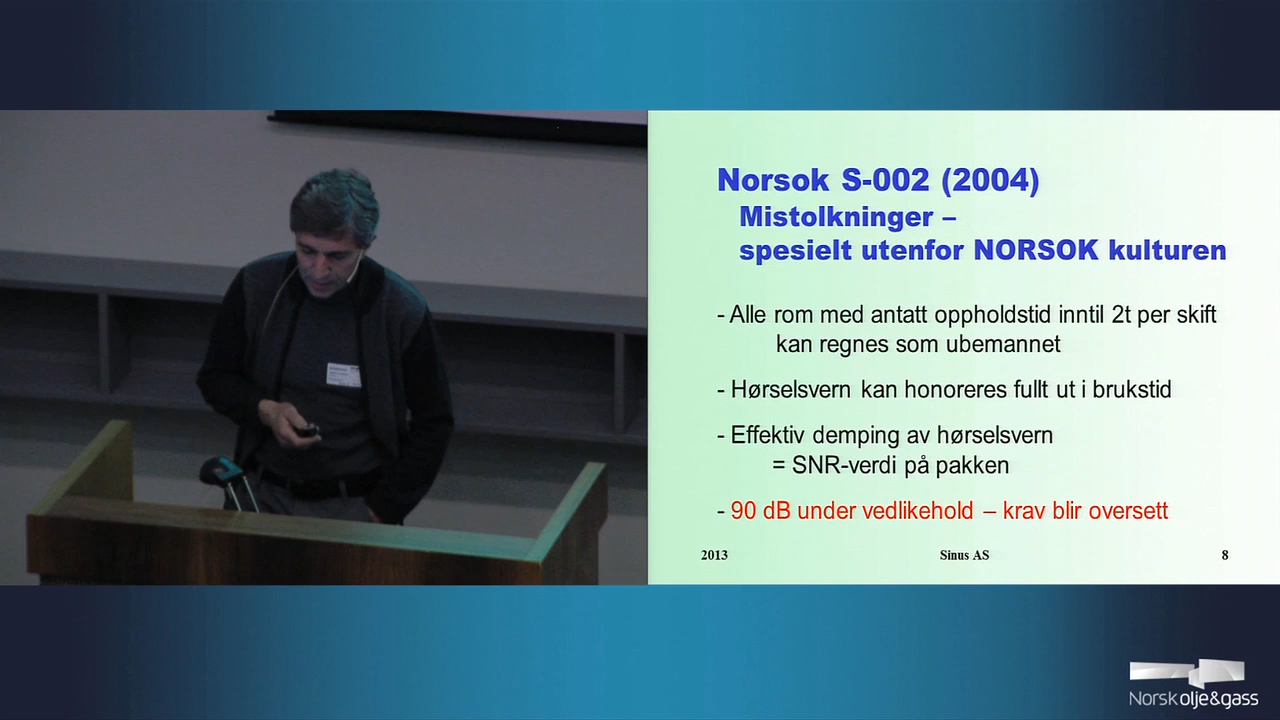 Norsok S-002 (2004)
Mistolkninger –
spesielt utenfor NORSOK kulturen
- Alle rom med antatt oppholdstid inntil 2t per skift
kan regnes som ubemannet
- Hørselsvern kan honoreres fullt ut i brukstid
- Effektiv demping av hørselsvern
= SNR-verdi på pakken
- 90 dB under vedlikehold – krav blir oversett
2013 Sinus AS 8
Norsk olje&gass